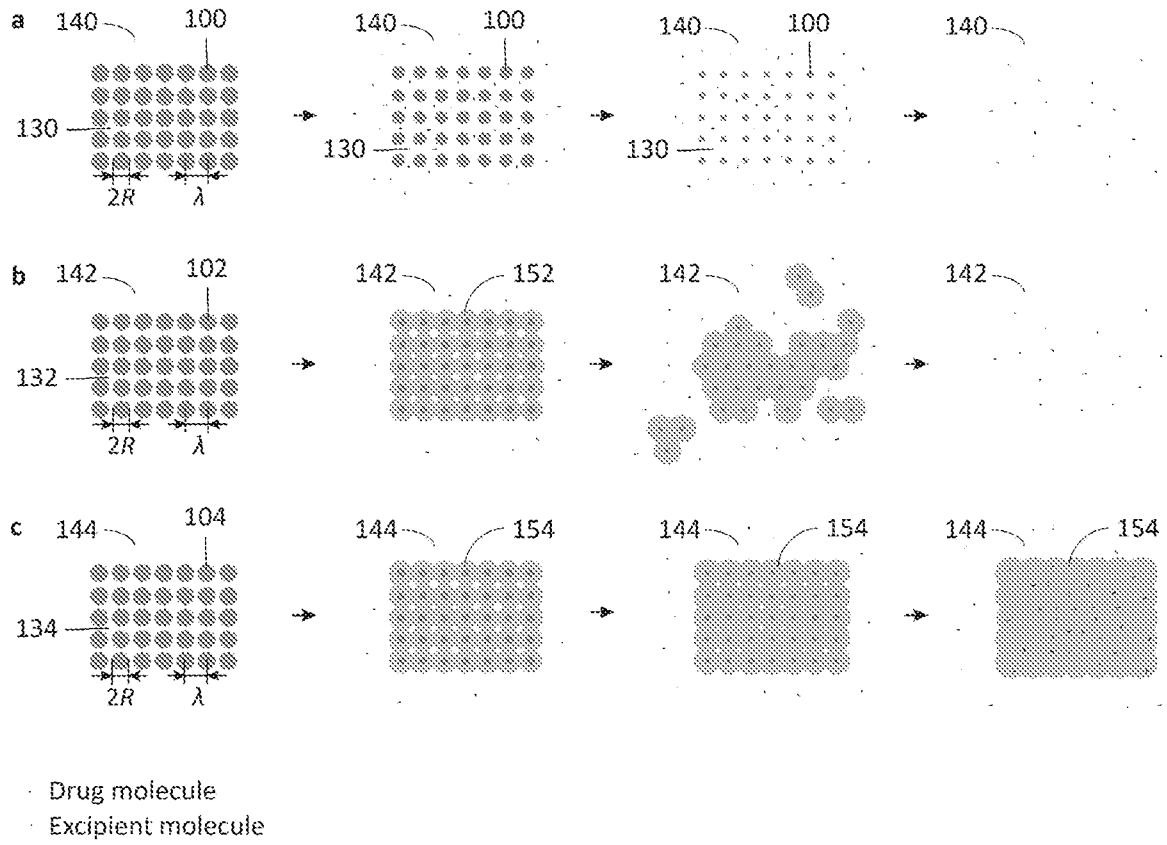 a 140 100 140 100 140 100 140
130 130 130
2R λ
b 142 102 142 152 142 142
132
2R λ
c 144 104 144 154 144 154 144 154
134
2R λ
Drug molecule
Excipient molecule